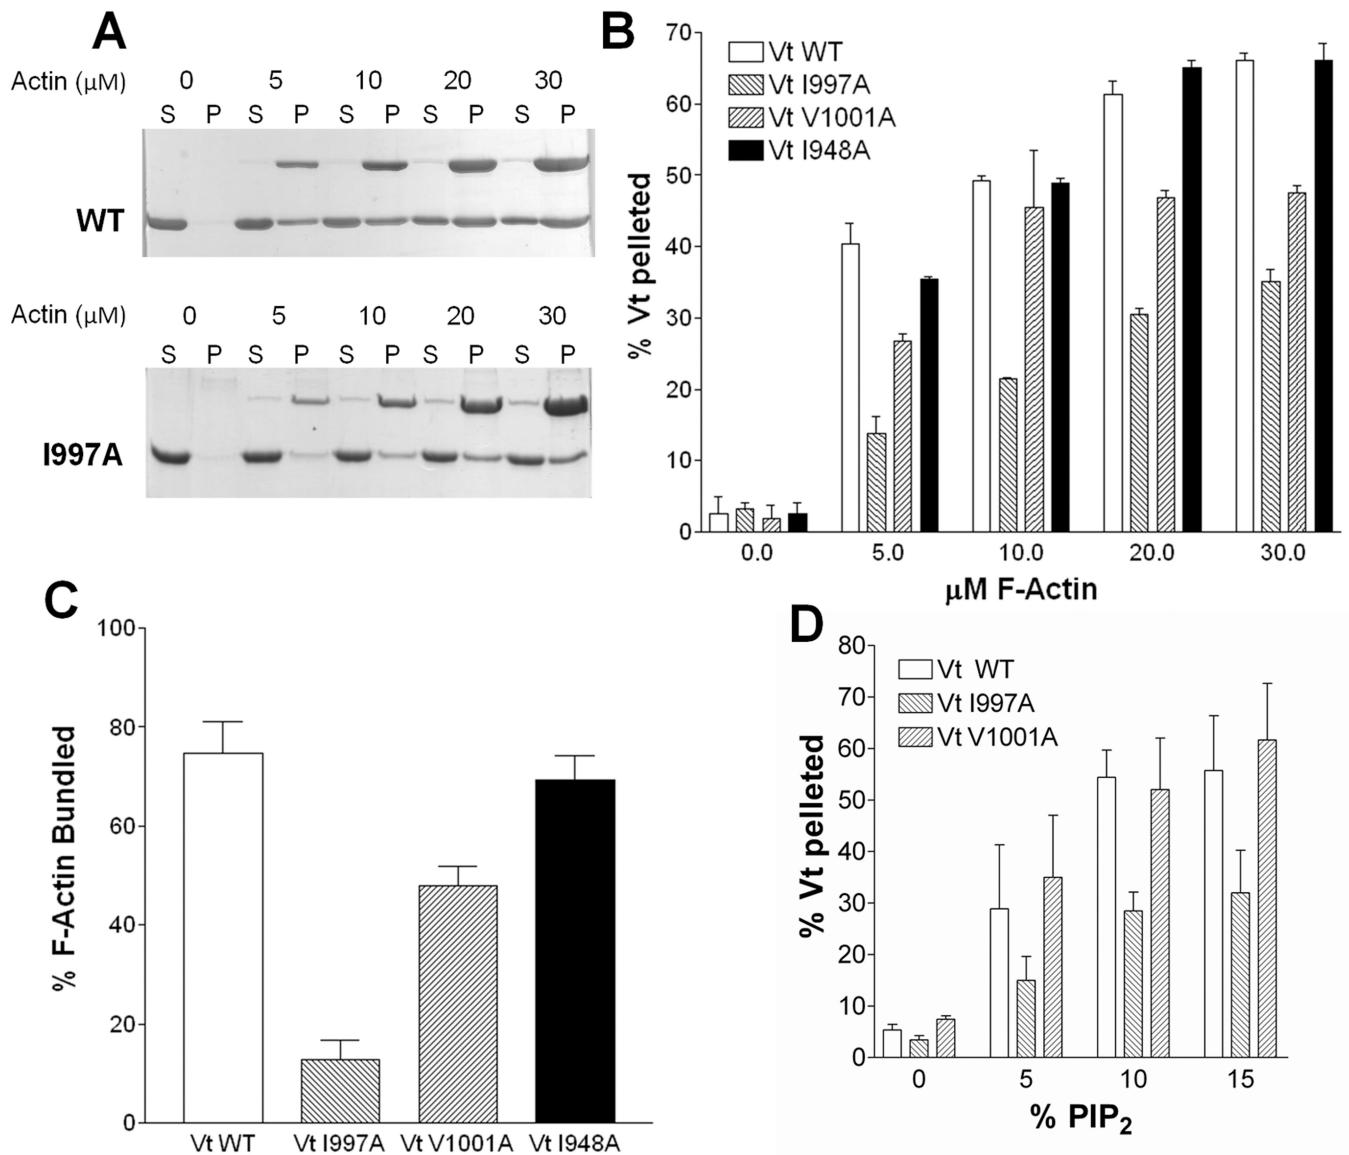 A
Actin (μM) 0 5 10 20 30
S P S P S P S P S P
WT
Actin (μM) 0 5 10 20 30
S P S P S P S P S P
I997A
B
% Vt pelleted
70
60
50
40
30
20
10
0
Vt WT
Vt I997A
Vt V1001A
Vt I948A
0.0 5.0 10.0 20.0 30.0
μM F-Actin
C
% F-Actin Bundled
100
80
60
40
20
0
Vt WT Vt I997A Vt V1001A Vt I948A
D
% Vt pelleted
80
70
60
50
40
30
20
10
0
Vt WT
Vt I997A
Vt V1001A
0 5 10 15
% PIP₂